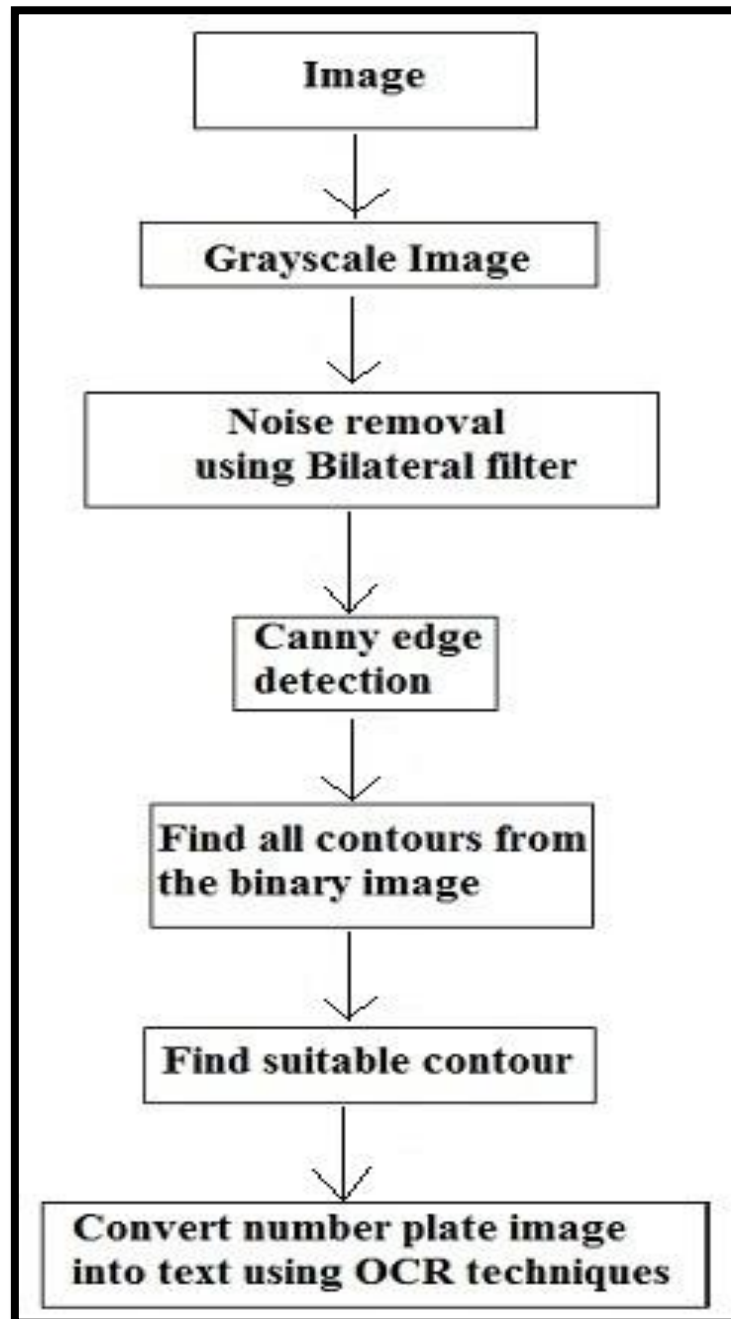 Image
Grayscale Image
Noise removal
using Bilateral filter
Canny edge
detection
Find all contours from
the binary image
Find suitable contour
Convert number plate image
into text using OCR techniques